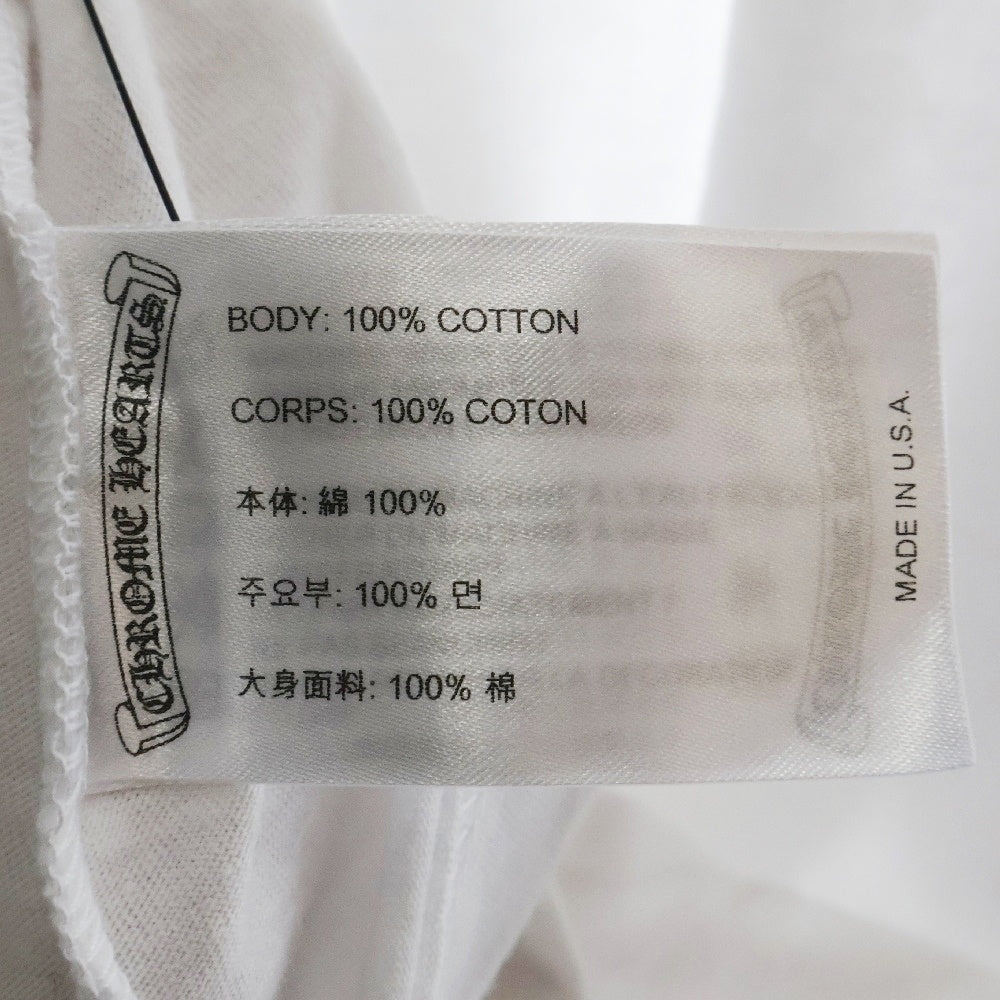 CHROME HEARTS
BODY: 100% COTTON
CORPS: 100% COTON
本体: 綿 100%
주요부: 100% 면
大身面料: 100% 棉
MADE IN U.S.A.